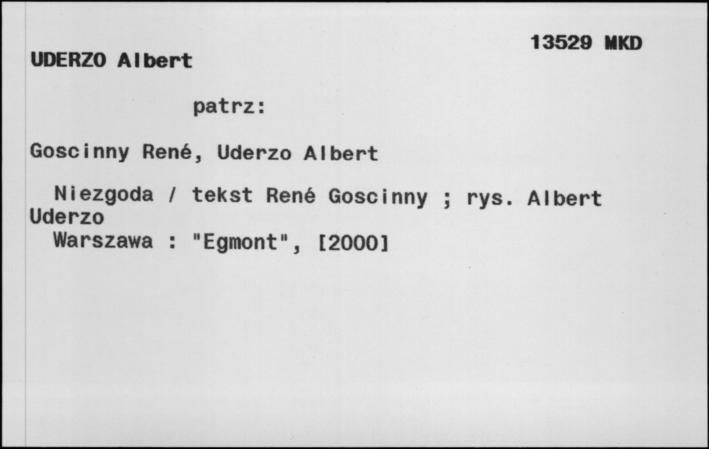 13529 MKD
UDERZO Albert
patrz:
Goscinny René, Uderzo Albert
Niezgoda / tekst René Goscinny ; rys. Albert
Uderzo
Warszawa : "Egmont", [2000]